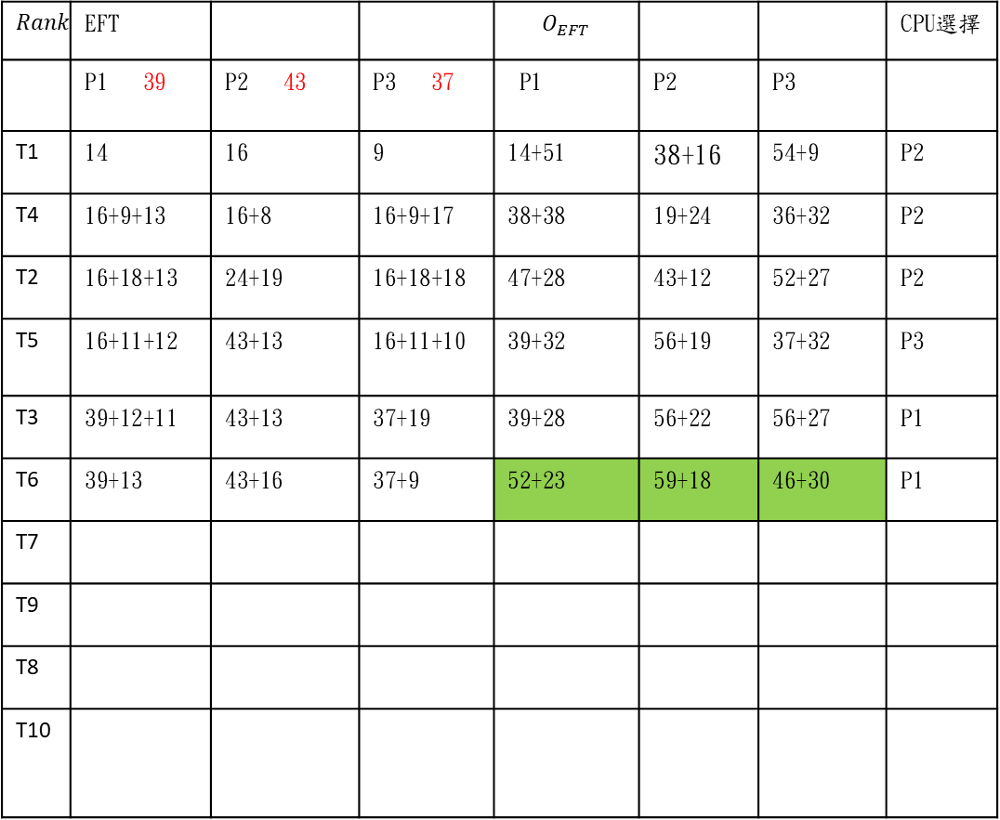 Rank EFT O_EFT CPU選擇
P1 39 P2 43 P3 37 P1 P2 P3
T1 14 16 9 14+51 38+16 54+9 P2
T4 16+9+13 16+8 16+9+17 38+38 19+24 36+32 P2
T2 16+18+13 24+19 16+18+18 47+28 43+12 52+27 P2
T5 16+11+12 43+13 16+11+10 39+32 56+19 37+32 P3
T3 39+12+11 43+13 37+19 39+28 56+22 56+27 P1
T6 39+13 43+16 37+9 52+23 59+18 46+30 P1
T7
T9
T8
T10